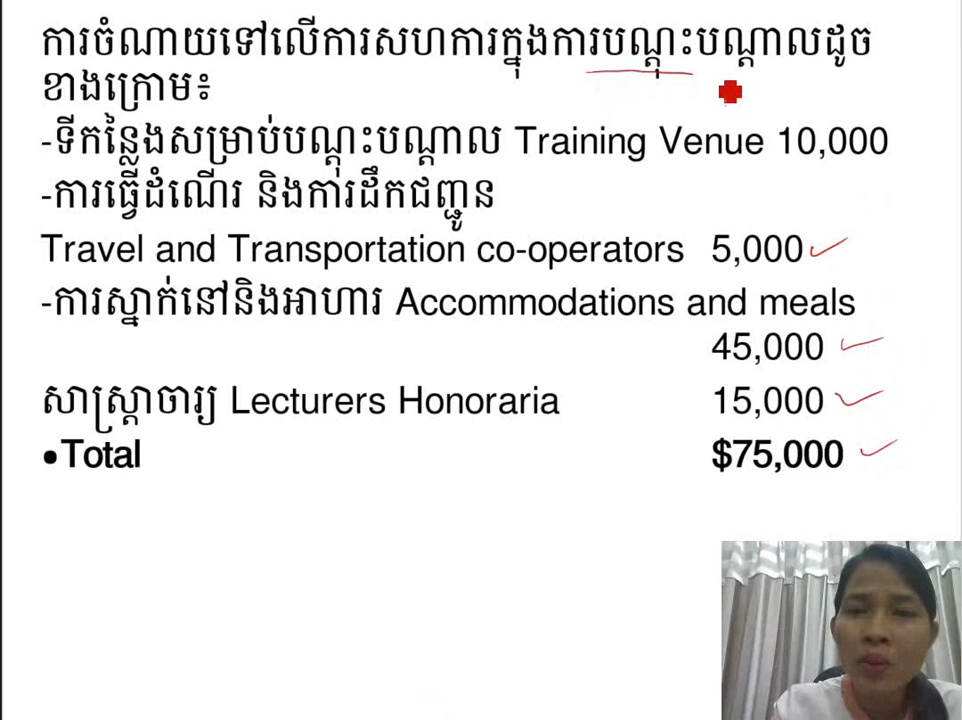 ការចំណាយទៅលើការសហការក្នុងការបណ្តុះបណ្តាលដូច
ខាងក្រោម៖
-ទីកន្លែងសម្រាប់បណ្តុះបណ្តាល Training Venue 10,000
-ការធ្វើដំណើរ និងការដឹកជញ្ជូន
Travel and Transportation co-operators 5,000
-ការស្នាក់នៅនិងអាហារ Accommodations and meals
45,000
សាស្ត្រាចារ្យ Lecturers Honoraria 15,000
•Total $75,000